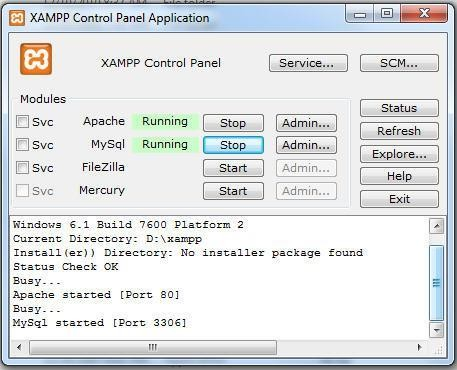 XAMPP Control Panel Application
XAMPP Control Panel Service... SCM...
Modules
Svc Apache Running Stop Admin...
Svc MySql Running Stop Admin...
Svc FileZilla Start Admin...
Svc Mercury Start Admin...
Status
Refresh
Explore...
Help
Exit
Windows 6.1 Build 7600 Platform 2
Current Directory: D:\xampp
Install(er)) Directory: No installer package found
Status Check OK
Busy...
Apache started [Port 80]
Busy...
MySql started [Port 3306]